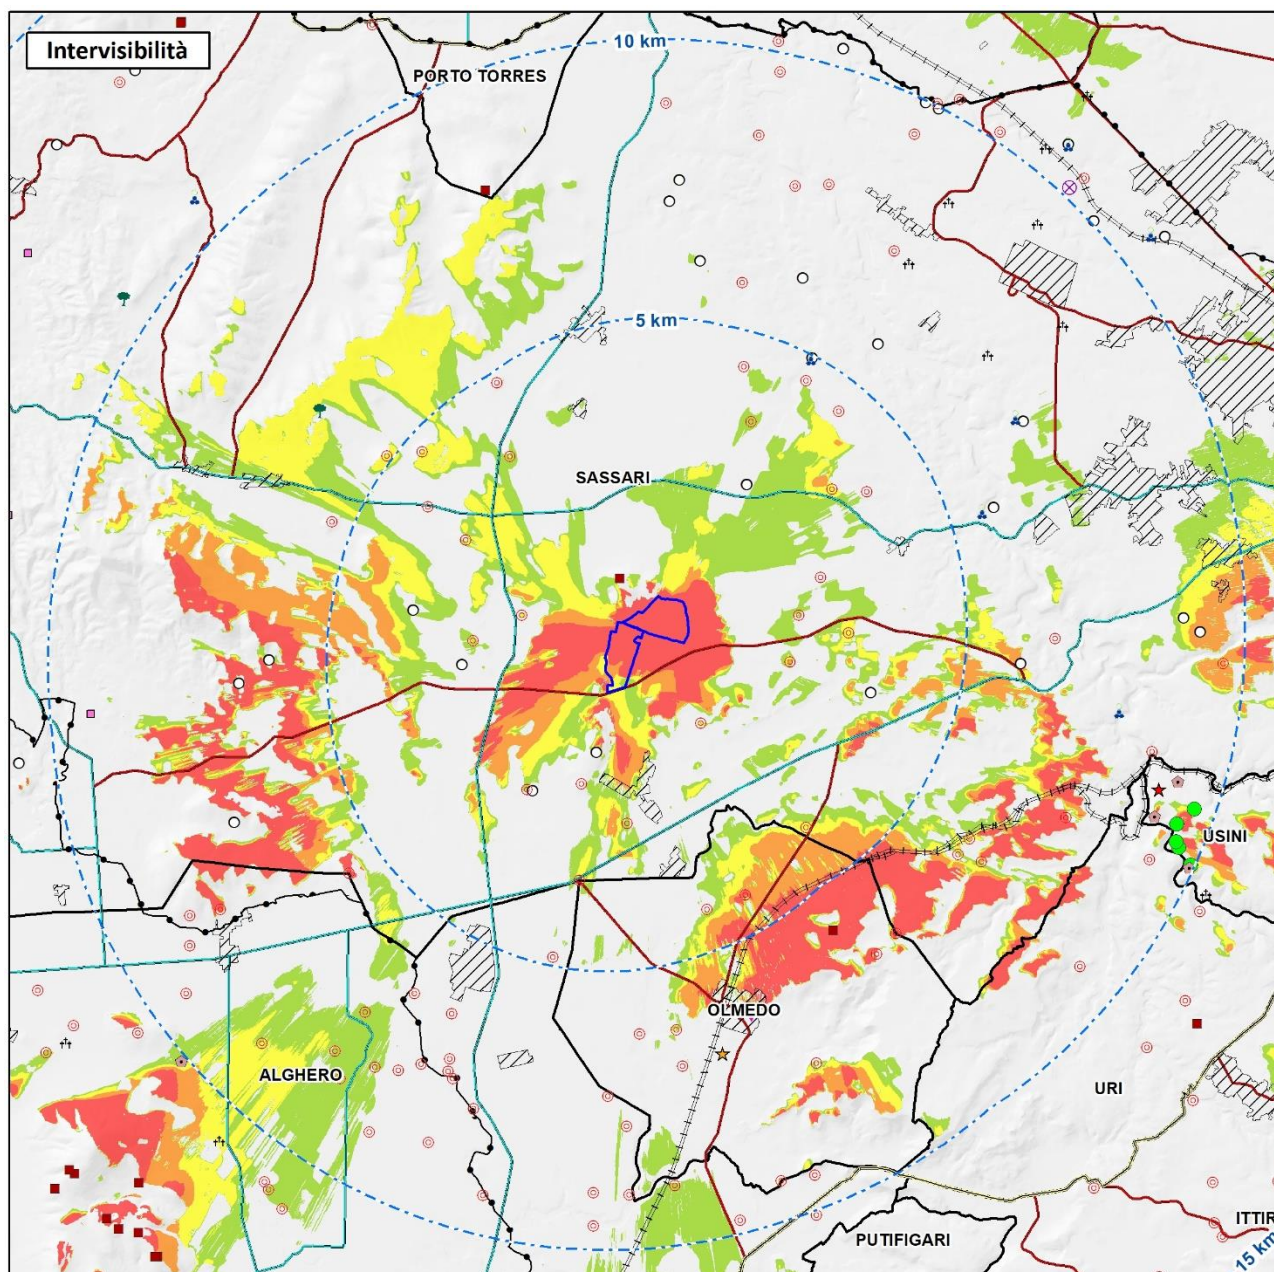 Intervisibilità
10 km
PORTO TORRES
5 km
SASSARI
USINI
OLMEDO
ALGHERO
URI
ITTIR
PUTIFIGARI
15 km